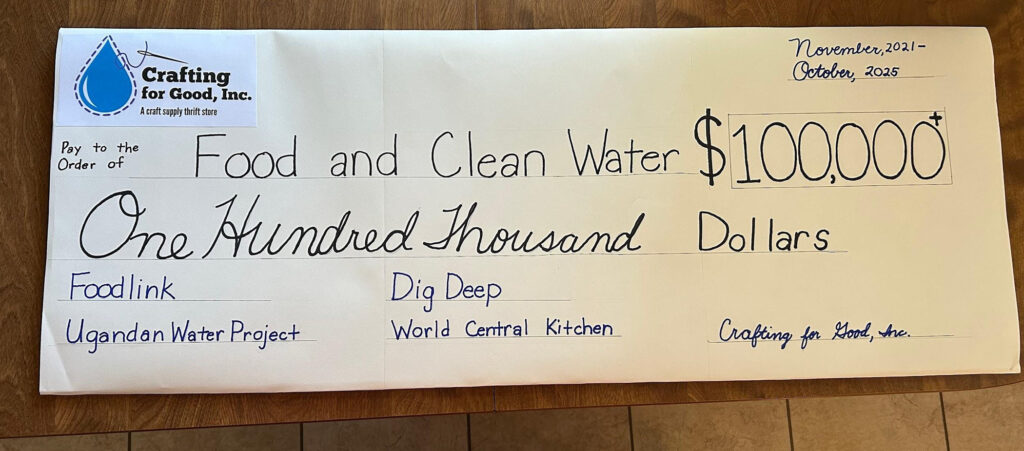 Crafting
for Good, Inc.
A craft supply thrift store
November, 2021-
October, 2025
Pay to the
Order of
Food and Clean Water $100,000+
One Hundred Thousand Dollars
Foodlink Dig Deep
Ugandan Water Project World Central Kitchen Crafting for Good, Inc.